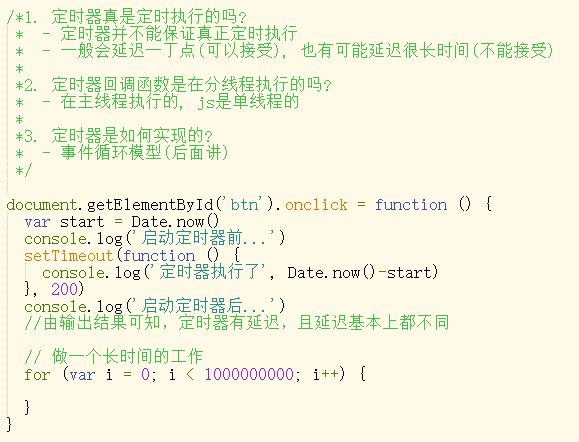 /*1. 定时器真是定时执行的吗?
 *  - 定时器并不能保证真正定时执行
 *  - 一般会延迟一丁点(可以接受), 也有可能延迟很长时间(不能接受)
 *
 *2. 定时器回调函数是在分线程执行的吗?
 *  - 在主线程执行的, js是单线程的
 *
 *3. 定时器是如何实现的?
 *  - 事件循环模型(后面讲)
 */
document.getElementById('btn').onclick = function () {
  var start = Date.now()
  console.log('启动定时器前...')
  setTimeout(function () {
    console.log('定时器执行了', Date.now()-start)
  }, 200)
  console.log('启动定时器后...')
  //由输出结果可知，定时器有延迟，且延迟基本上都不同
  // 做一个长时间的工作
  for (var i = 0; i < 1000000000; i++) {
  }
}